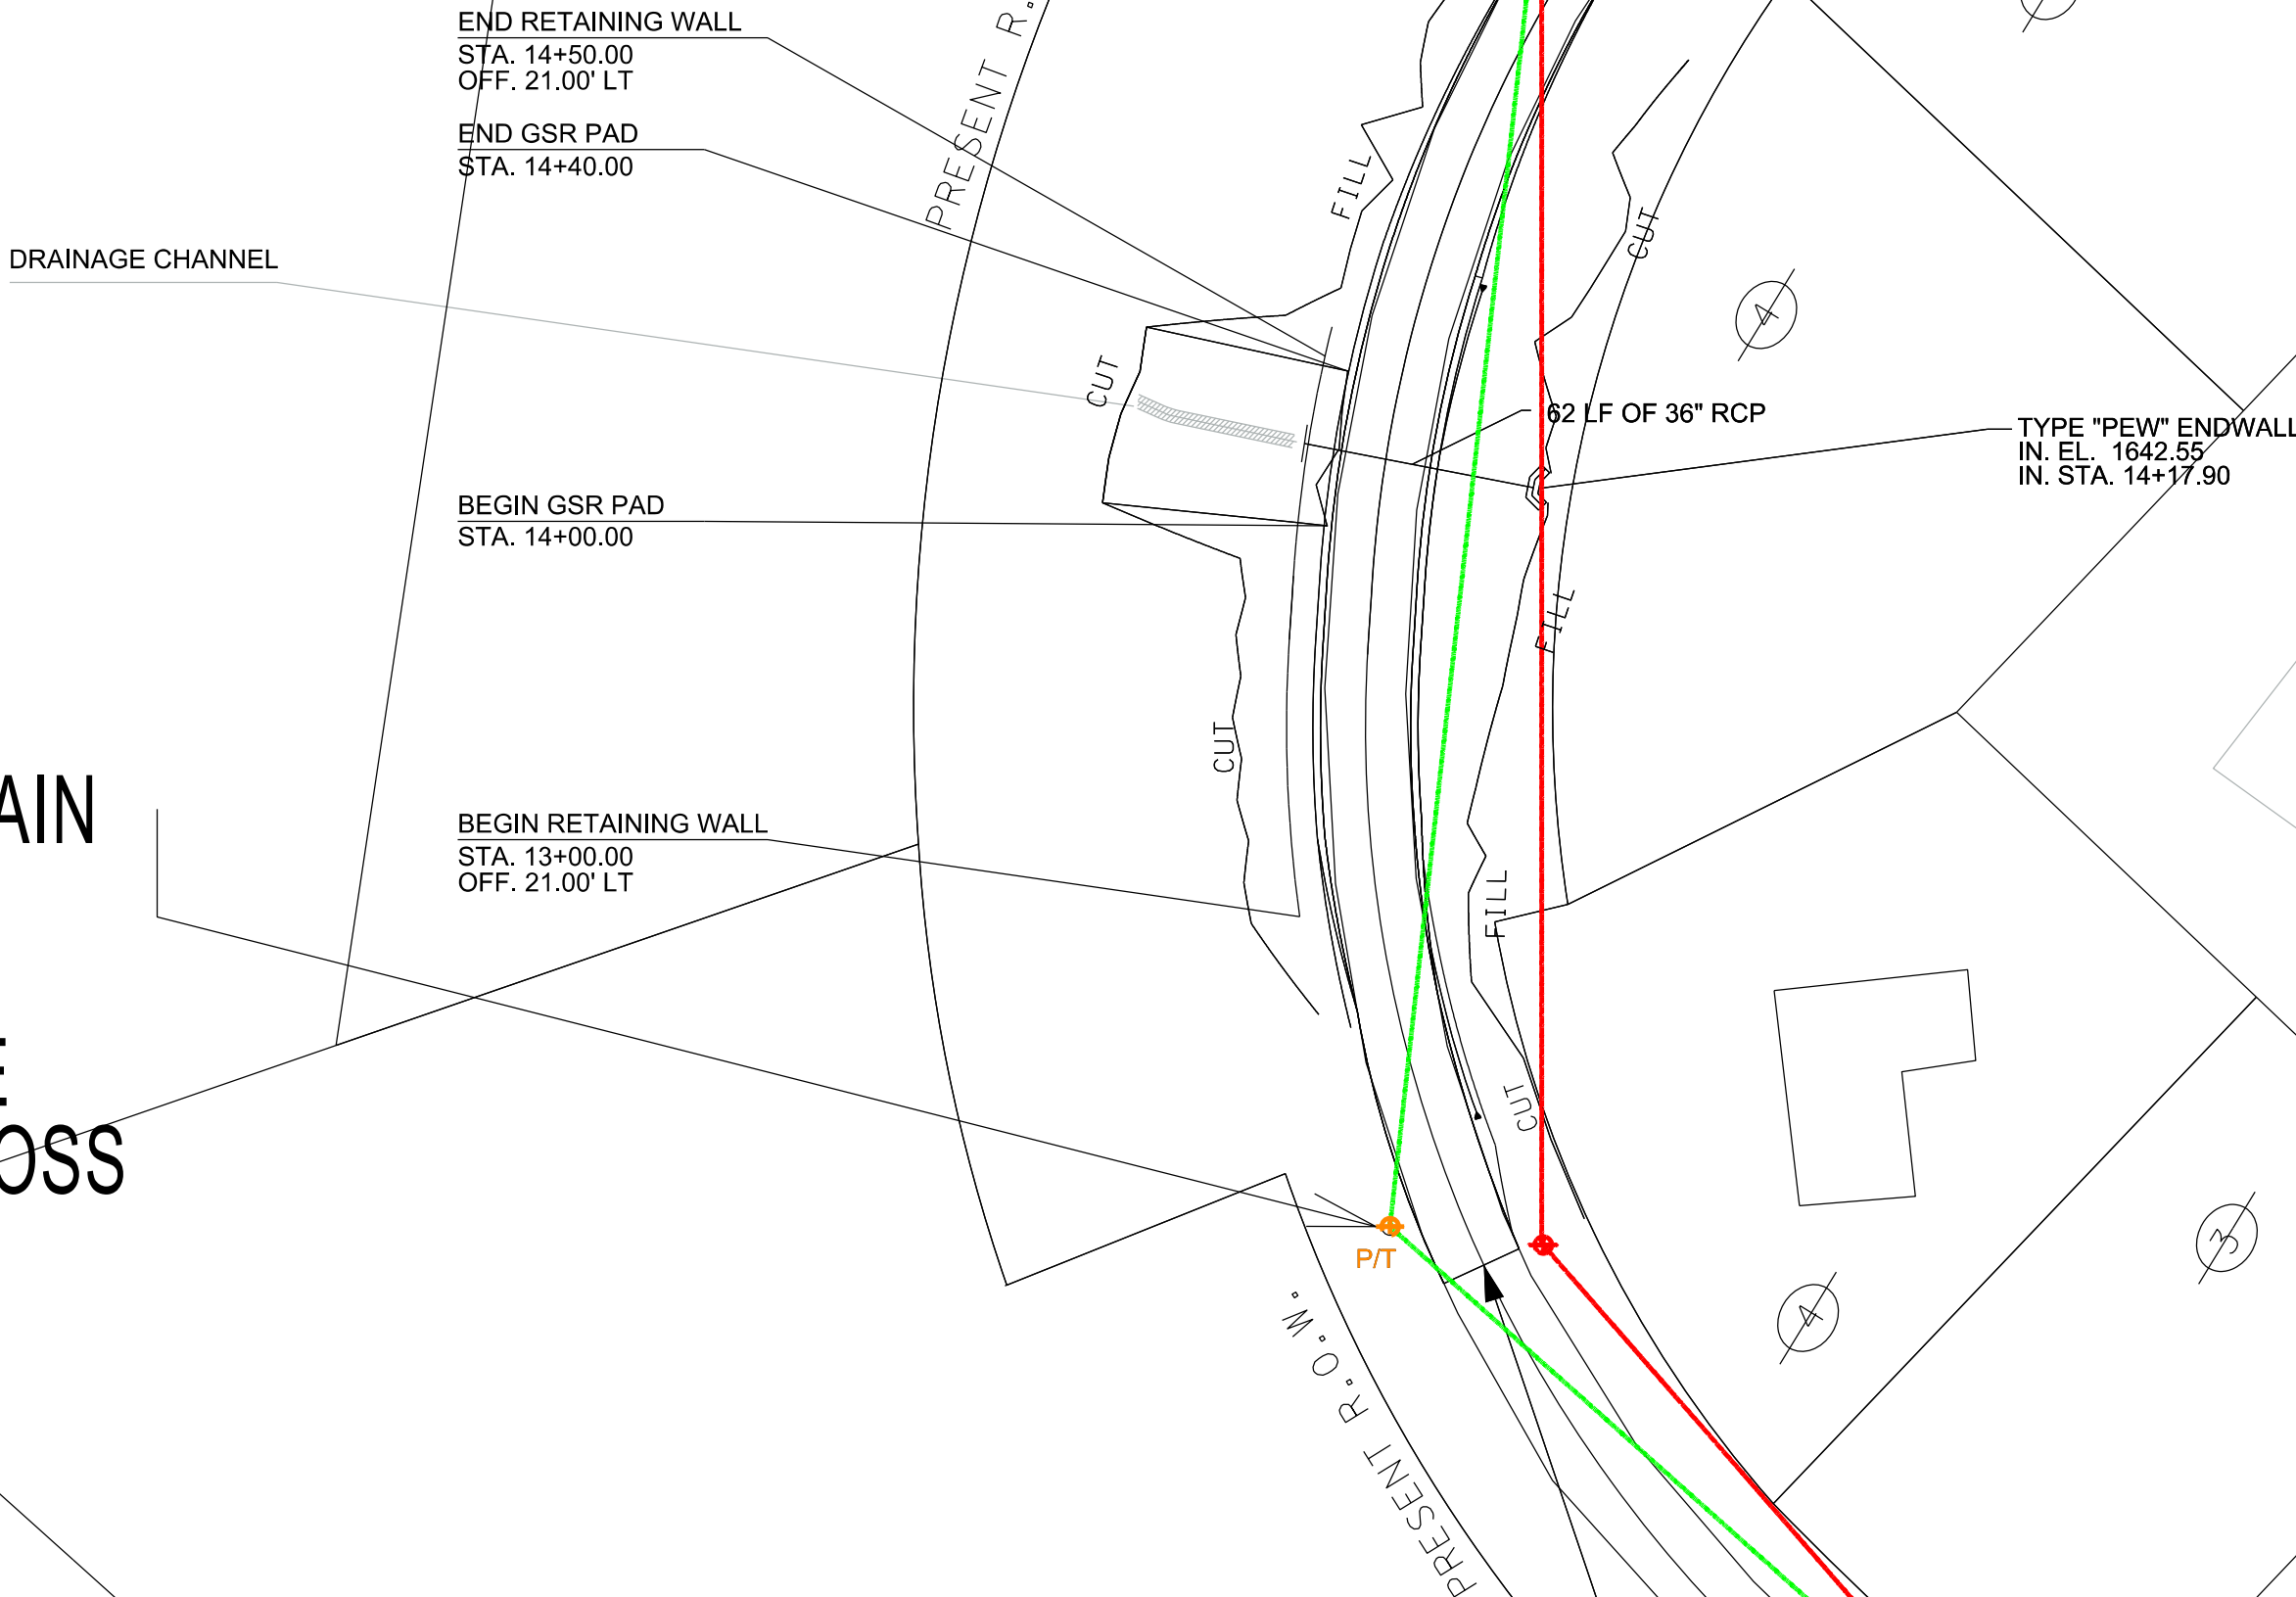 END RETAINING WALL
STA. 14+50.00
OFF. 21.00' LT
END GSR PAD
STA. 14+40.00
PRESENT R.
FILL
CUT
DRAINAGE CHANNEL
4
CUT
62 LF OF 36" RCP
TYPE "PEW" ENDWALL
IN. EL. 1642.55
IN. STA. 14+17.90
BEGIN GSR PAD
STA. 14+00.00
FILL
CUT
BEGIN RETAINING WALL
STA. 13+00.00
OFF. 21.00' LT
FILL
CUT
P/T
3
4
PRESENT R.O.W.